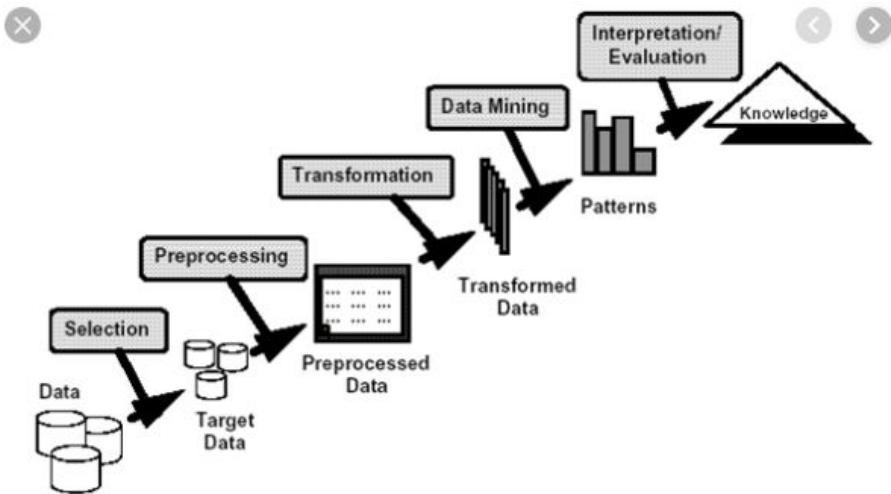 Interpretation/
Evaluation
Data Mining
Knowledge
Transformation
Patterns
Preprocessing
Transformed
Data
Selection
Preprocessed
Data
Data
Target
Data